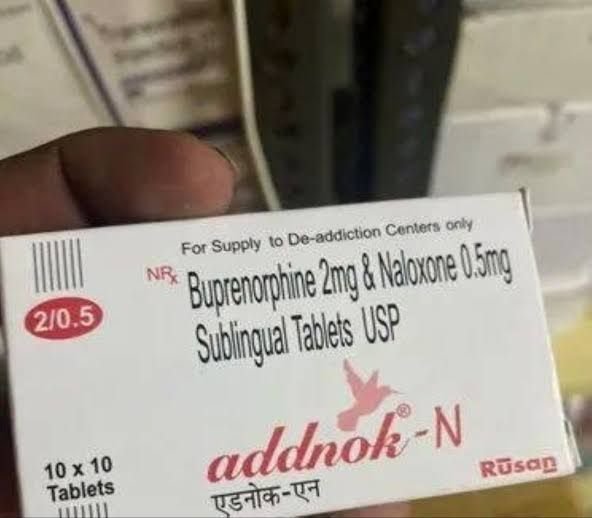 For Supply to De-addiction Centers only
NRx Buprenorphine 2mg & Naloxone 0.5mg
2/0.5
Sublingual Tablets USP
addnok®-N
एडनोक-एन
10 x 10
Tablets
Rūsan